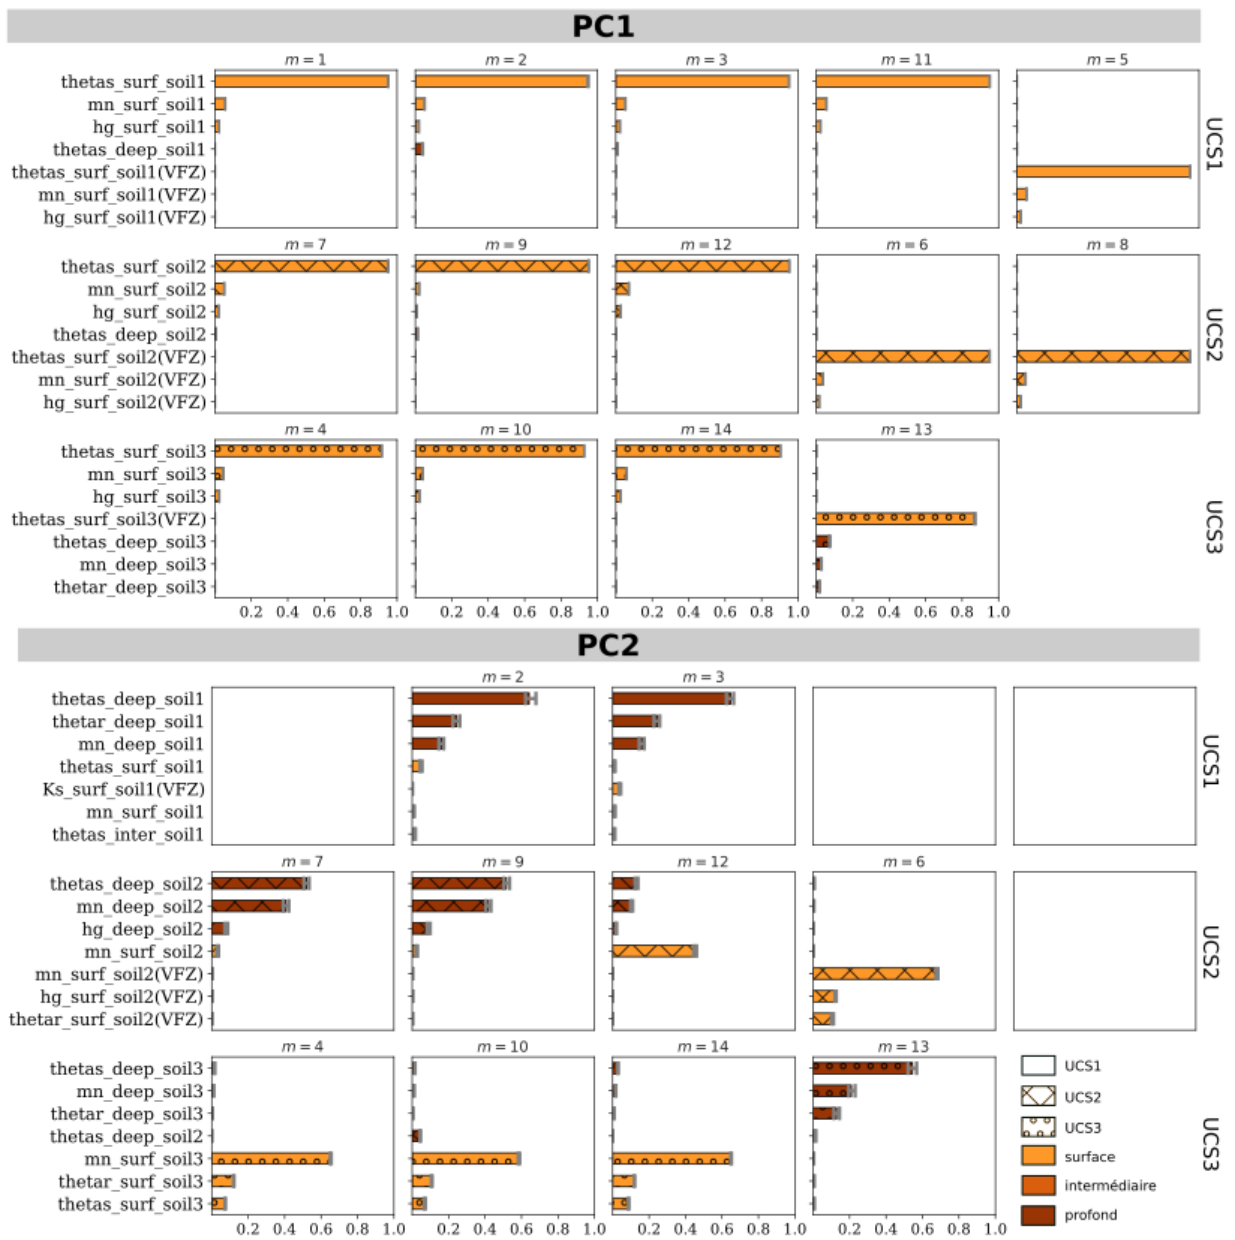 PC1
m = 1
m = 2
m = 3
m = 11
m = 5
thetas_surf_soil1
mn_surf_soil1
hg_surf_soil1
thetas_deep_soil1
thetas_surf_soil1(VFZ)
mn_surf_soil1(VFZ)
hg_surf_soil1(VFZ)
UCS1
m = 7
m = 9
m = 12
m = 6
m = 8
thetas_surf_soil2
mn_surf_soil2
hg_surf_soil2
thetas_deep_soil2
thetas_surf_soil2(VFZ)
mn_surf_soil2(VFZ)
hg_surf_soil2(VFZ)
UCS2
m = 4
m = 10
m = 14
m = 13
thetas_surf_soil3
mn_surf_soil3
hg_surf_soil3
thetas_surf_soil3(VFZ)
thetas_deep_soil3
mn_deep_soil3
thetar_deep_soil3
UCS3
0.2 0.4 0.6 0.8 1.0
0.2 0.4 0.6 0.8 1.0
0.2 0.4 0.6 0.8 1.0
0.2 0.4 0.6 0.8 1.0
PC2
m = 2
m = 3
thetas_deep_soil1
thetar_deep_soil1
mn_deep_soil1
thetas_surf_soil1
Ks_surf_soil1(VFZ)
mn_surf_soil1
thetas_inter_soil1
UCS1
m = 7
m = 9
m = 12
m = 6
thetas_deep_soil2
mn_deep_soil2
hg_deep_soil2
mn_surf_soil2
mn_surf_soil2(VFZ)
hg_surf_soil2(VFZ)
thetar_surf_soil2(VFZ)
UCS2
m = 4
m = 10
m = 14
m = 13
thetas_deep_soil3
mn_deep_soil3
thetar_deep_soil3
thetas_deep_soil2
mn_surf_soil3
thetar_surf_soil3
thetas_surf_soil3
0.2 0.4 0.6 0.8 1.0
0.2 0.4 0.6 0.8 1.0
0.2 0.4 0.6 0.8 1.0
0.2 0.4 0.6 0.8 1.0
UCS1
UCS2
UCS3
surface
intermédiaire
profond
UCS3